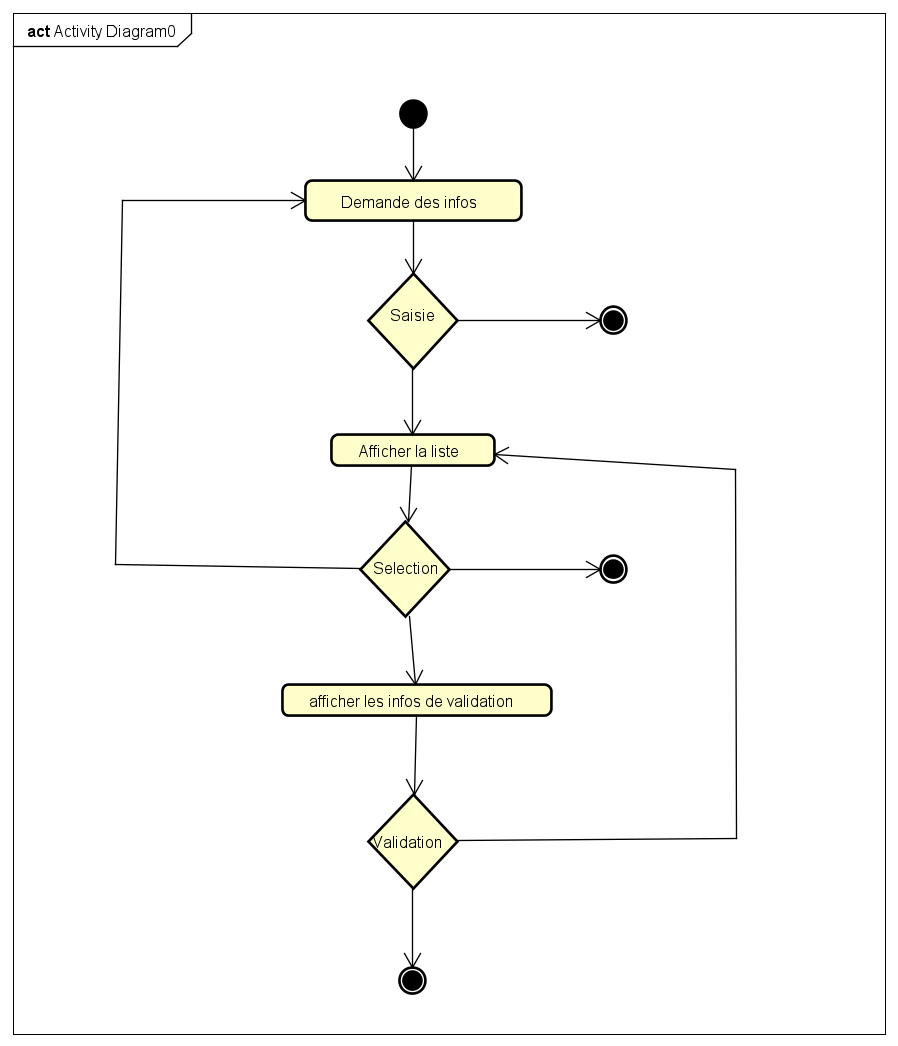 act Activity Diagram0
Demande des infos
Saisie
Afficher la liste
Selection
afficher les infos de validation
Validation